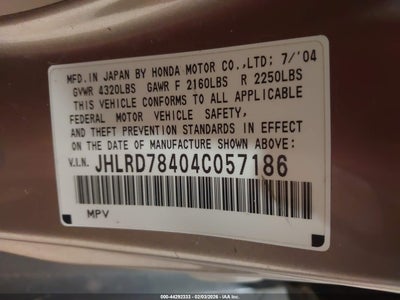 MFD.IN JAPAN BY HONDA MOTOR CO.,LTD; 7/'04
GVWR 4320LBS GAWR F 2160LBS R 2250LBS
THIS VEHICLE CONFORMS TO ALL APPLICABLE
FEDERAL MOTOR VEHICLE SAFETY,
AND THEFT PREVENTION STANDARDS IN EFFECT
ON THE DATE OF MANUFACTURE SHOWN ABOVE.
V.I.N. JHLRD78404C057186
MPV
000-44292333 - 02/03/2026 - IAA Inc.